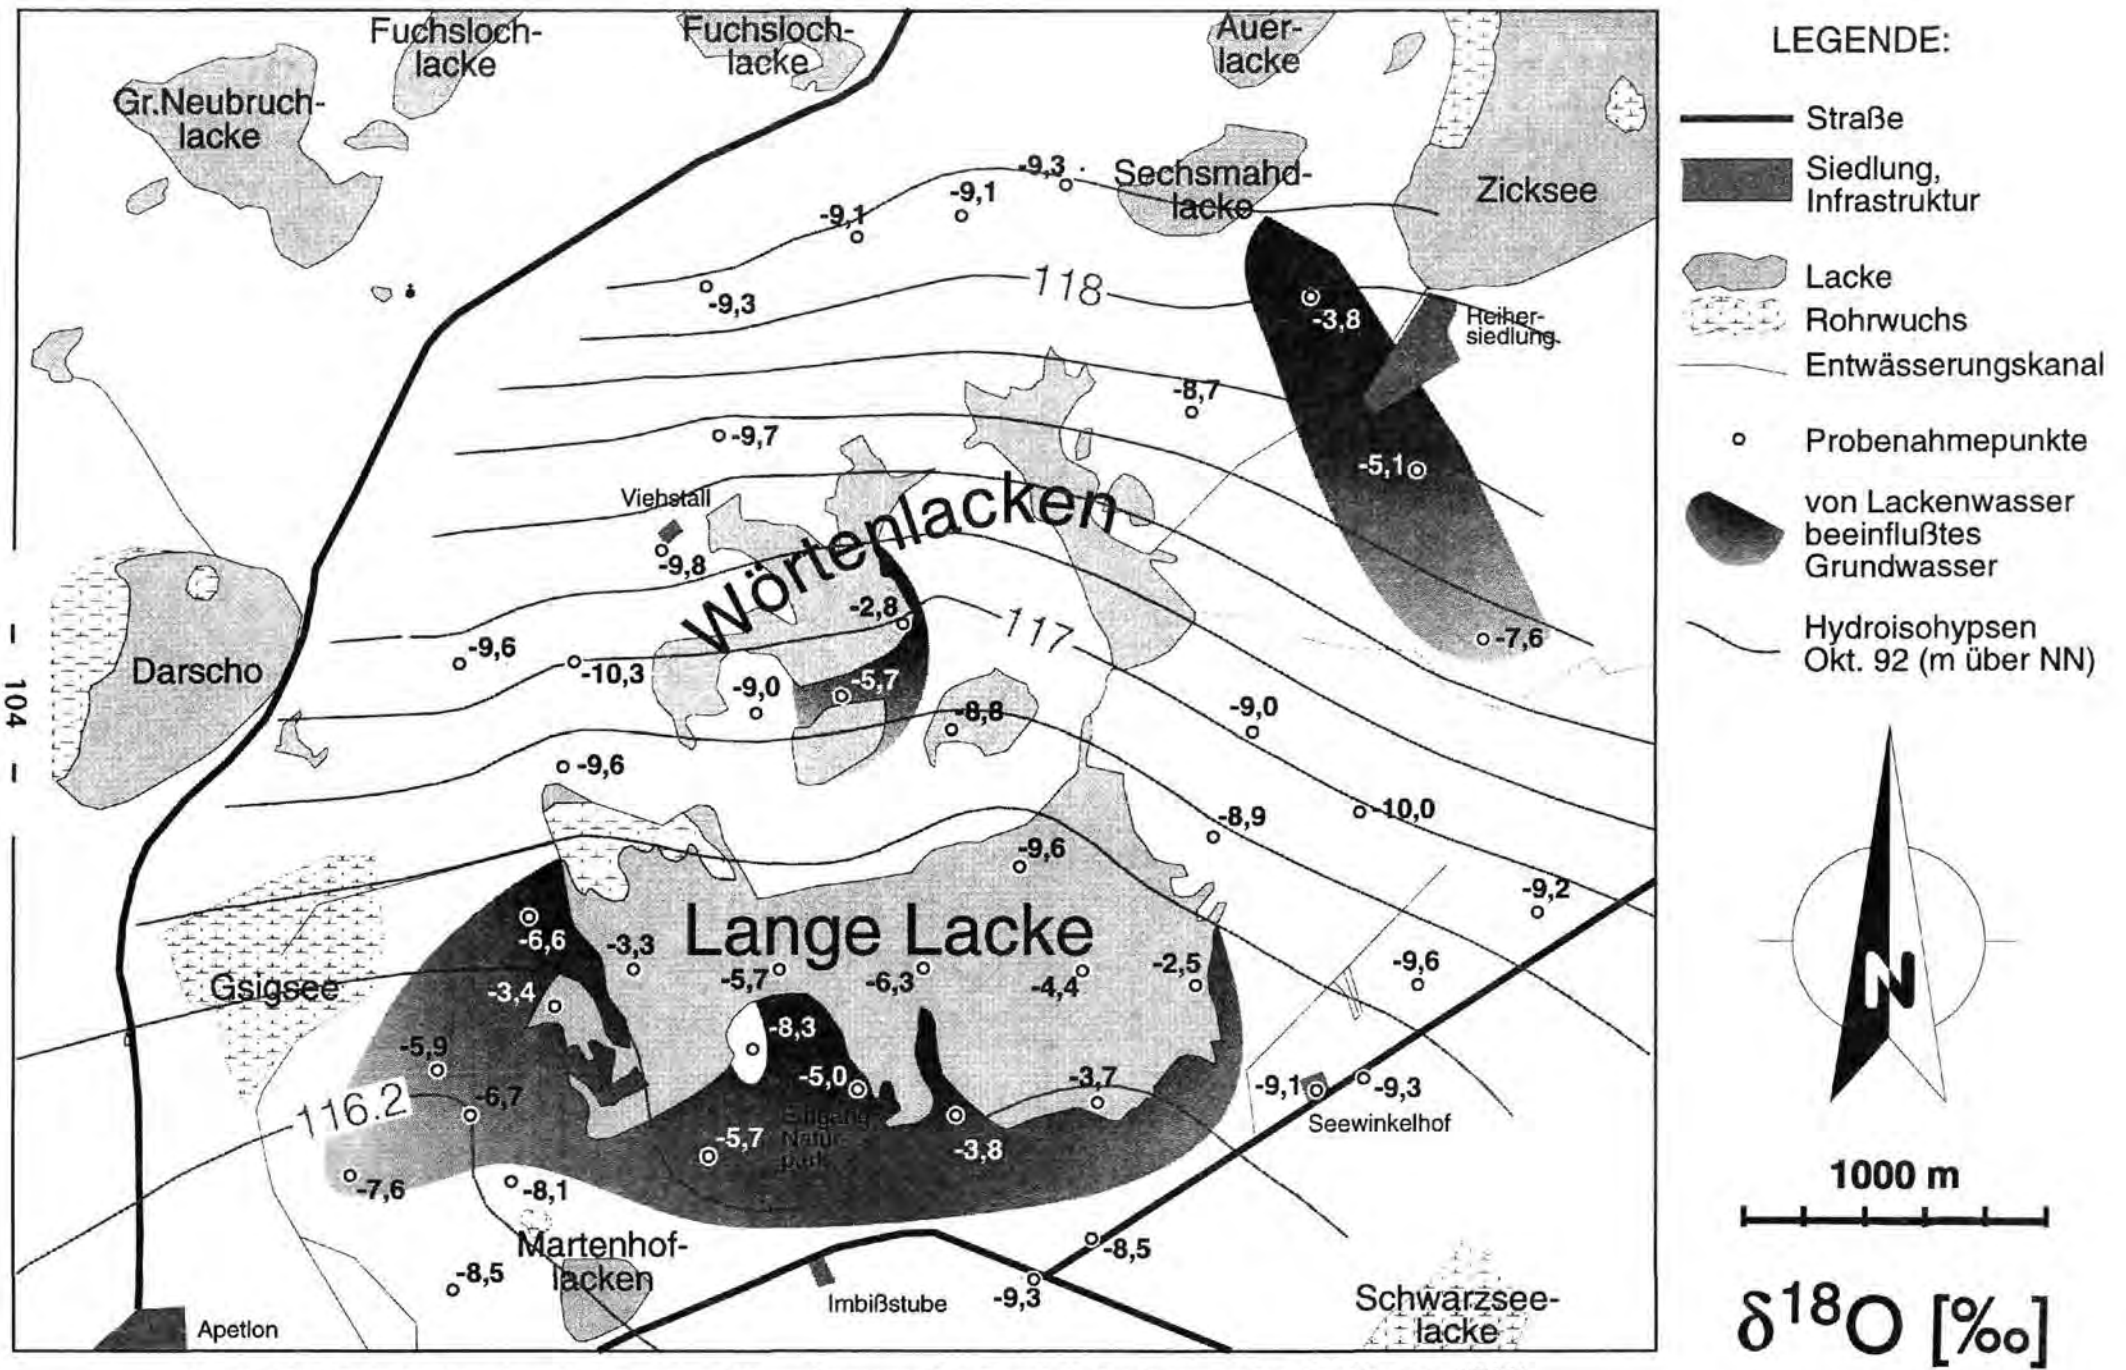 Fuchsloch-
lacke
Fuchsloch-
lacke
Auer-
lacke
Gr.Neubruch-
lacke
Sechsmahd-
lacke
Zicksee
-9,3
-9,1
-9,1
-9,3
118
-3,8
Reiher-
siedlung
-8,7
-9,7
-5,1
Viehstall
-9,8
Wörtenlacken
-2,8
117
-7,6
Darscho
-9,6
-10,3
-9,0
-5,7
-8,8
-9,0
-9,6
-10,0
-8,9
-9,6
-9,2
Lange Lacke
-6,6
-3,3
-5,7
-6,3
-4,4
-2,5
-9,6
Gsigsee
-3,4
-8,3
-5,9
-5,0
-3,7
-9,1
-9,3
Seewinkelhof
116.2
-6,7
Eingang
Natur-
park
-5,7
-3,8
-7,6
-8,1
Martenhof-
lacken
-8,5
-8,5
-9,3
Imbißstube
Schwarzsee-
lacke
Apetlon
- 104 -
LEGENDE:
Straße
Siedlung,
Infrastruktur
Lacke
Rohrwuchs
Entwässerungskanal
Probenahmepunkte
von Lackenwasser
beeinflußtes
Grundwasser
Hydroisohypsen
Okt. 92 (m über NN)
N
1000 m
δ¹⁸O [‰]